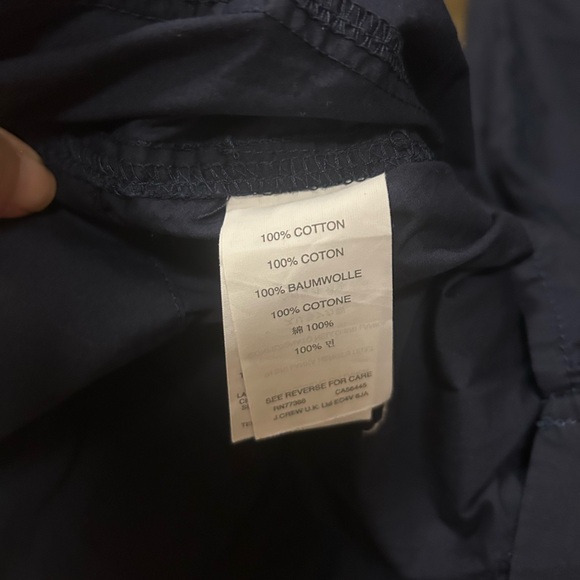 100% COTTON
100% COTON
100% BAUMWOLLE
100% COTONE
綿 100%
100% 면
SEE REVERSE FOR CARE
CA56445
J.CREW U.K. Ltd EC4V 6JA